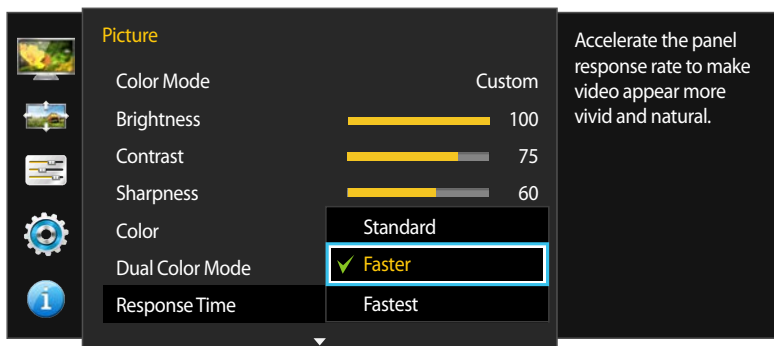 Picture
Color Mode Custom
Brightness 100
Contrast 75
Sharpness 60
Color
Dual Color Mode
Response Time
Standard
Faster
Fastest
Accelerate the panel
response rate to make
video appear more
vivid and natural.